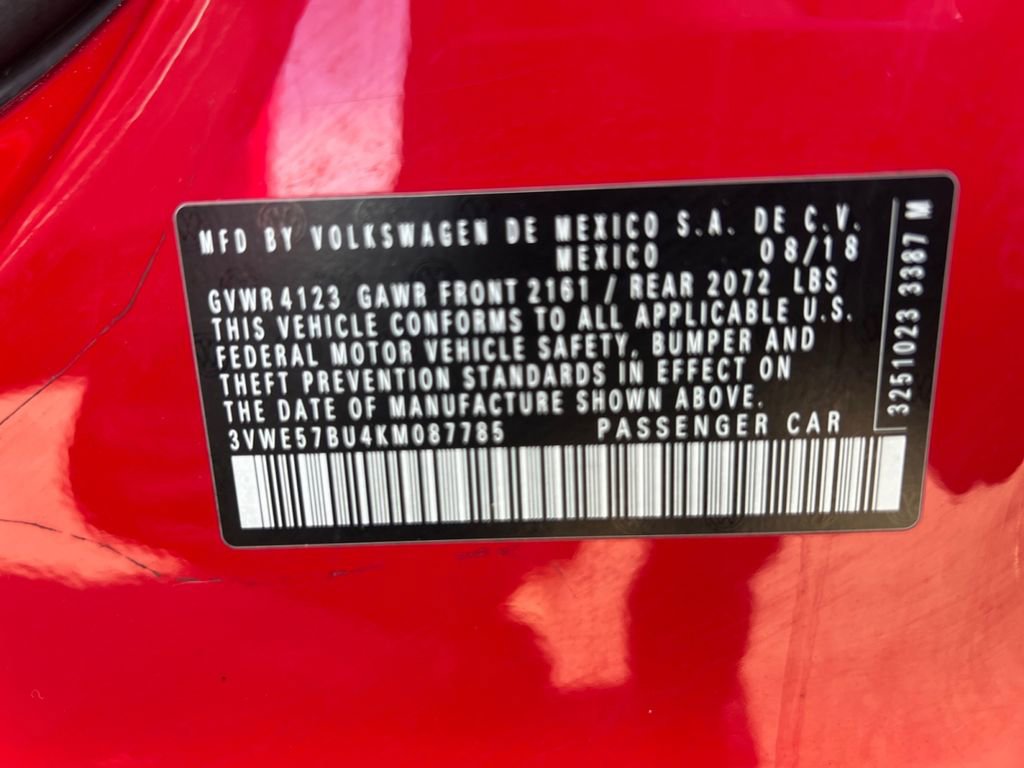 MFD BY VOLKSWAGEN DE MEXICO S.A. DE C.V.
MEXICO 08/18
GVWR 4123 GAWR FRONT 2161 / REAR 2072 LBS
THIS VEHICLE CONFORMS TO ALL APPLICABLE U.S.
FEDERAL MOTOR VEHICLE SAFETY, BUMPER AND
THEFT PREVENTION STANDARDS IN EFFECT ON
THE DATE OF MANUFACTURE SHOWN ABOVE.
3VWE57BU4KM087785 PASSENGER CAR
3251023 3387 M